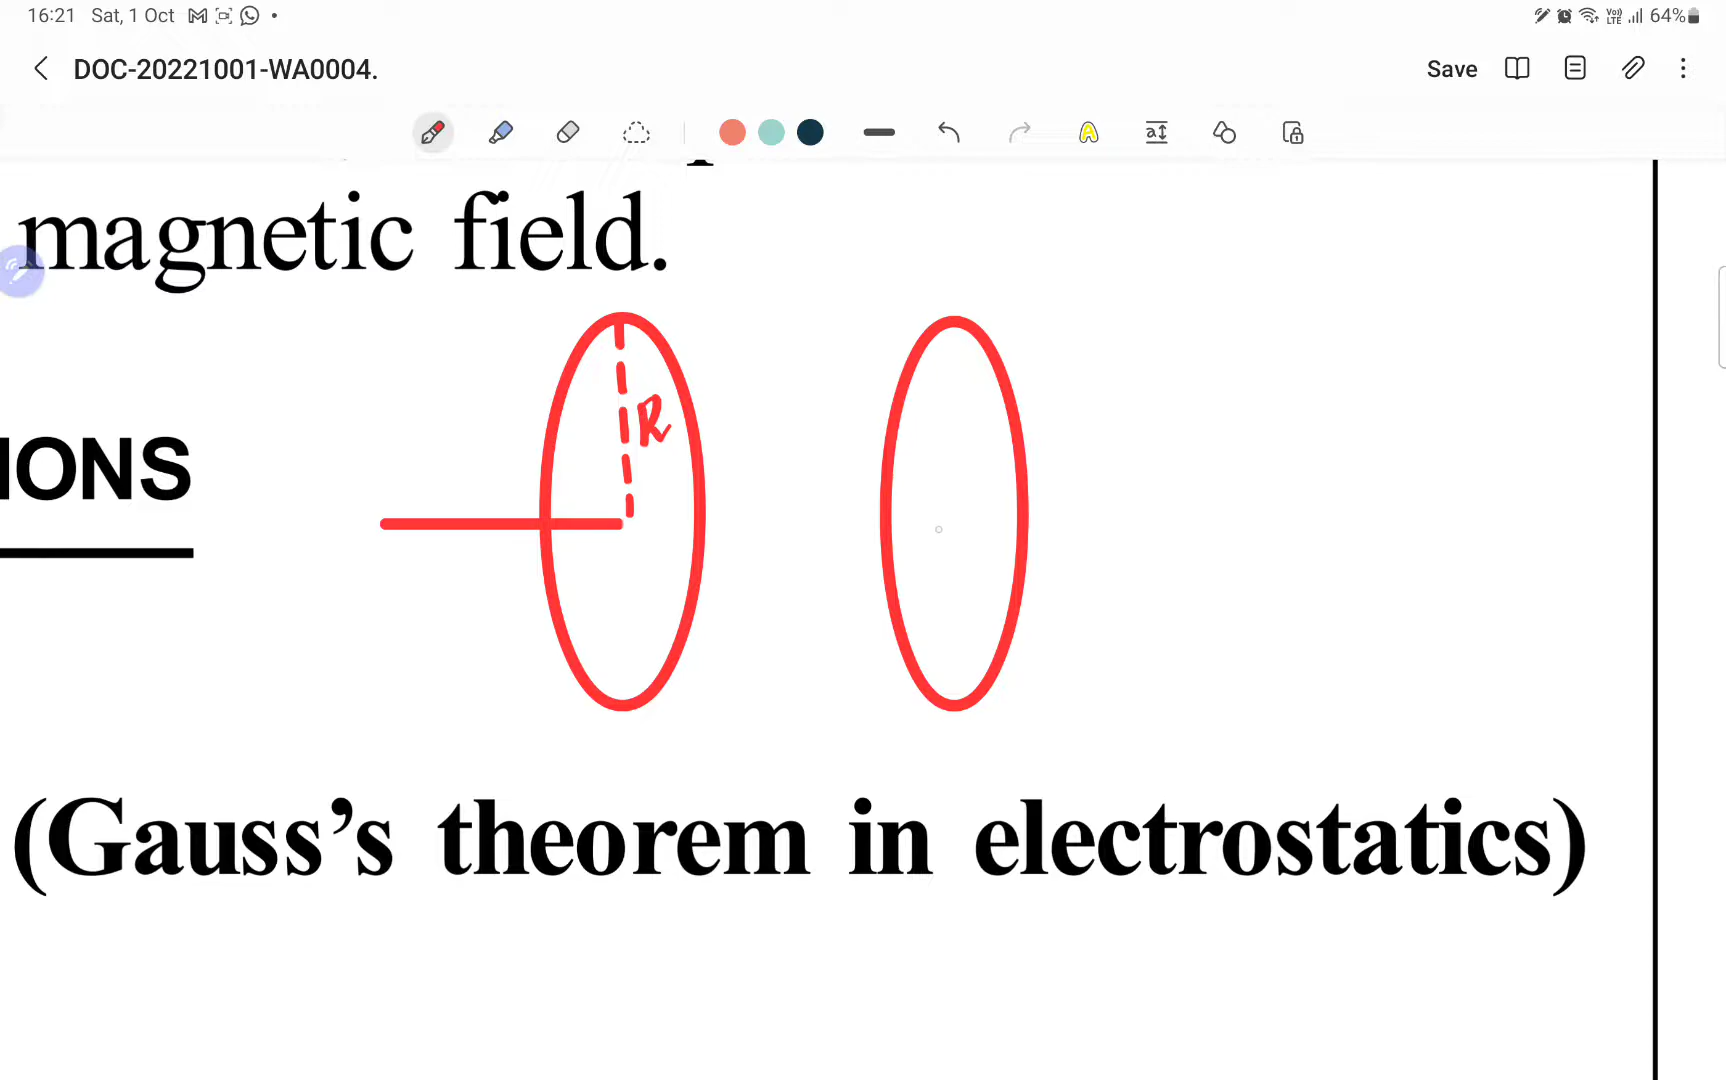 16:21 Sat, 1 Oct 64%
DOC-20221001-WA0004.
Save
magnetic field.
R
IONS
(Gauss’s theorem in electrostatics)